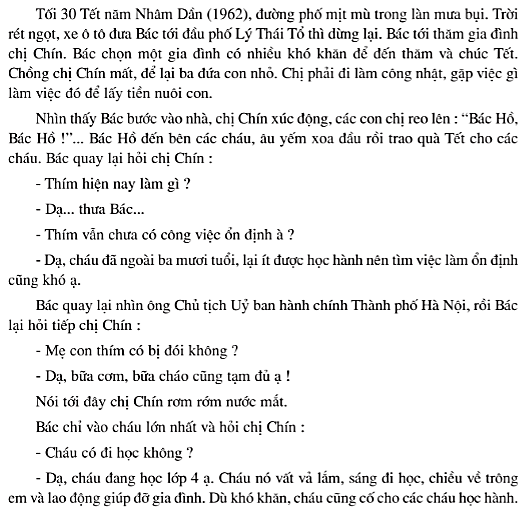 Tối 30 Tết năm Nhâm Dần (1962), đường phố mịt mù trong làn mưa bụi. Trời
rét ngọt, xe ô tô đưa Bác tới đầu phố Lý Thái Tổ thì dừng lại. Bác tới thăm gia đình
chị Chín. Bác chọn một gia đình có nhiều khó khăn để đến thăm và chúc Tết.
Chồng chị Chín mất, để lại ba đứa con nhỏ. Chị phải đi làm công nhật, gặp việc gì
làm việc đó để lấy tiền nuôi con.
Nhìn thấy Bác bước vào nhà, chị Chín xúc động, các con chị reo lên : “Bác Hồ,
Bác Hồ !”... Bác Hồ đến bên các cháu, âu yếm xoa đầu rồi trao quà Tết cho các
cháu. Bác quay lại hỏi chị Chín :
- Thím hiện nay làm gì ?
- Dạ... thưa Bác...
- Thím vẫn chưa có công việc ổn định à ?
- Dạ, cháu đã ngoài ba mươi tuổi, lại ít được học hành nên tìm việc làm ổn định
cũng khó ạ.
Bác quay lại nhìn ông Chủ tịch Uỷ ban hành chính Thành phố Hà Nội, rồi Bác
lại hỏi tiếp chị Chín :
- Mẹ con thím có bị đói không ?
- Dạ, bữa cơm, bữa cháo cũng tạm đủ ạ !
Nói tới đây chị Chín rơm rớm nước mắt.
Bác chỉ vào cháu lớn nhất và hỏi chị Chín :
- Cháu có đi học không ?
- Dạ, cháu đang học lớp 4 ạ. Cháu nó vất vả lắm, sáng đi học, chiều về trông
em và lao động giúp đỡ gia đình. Dù khó khăn, cháu cũng cố cho các cháu học hành.